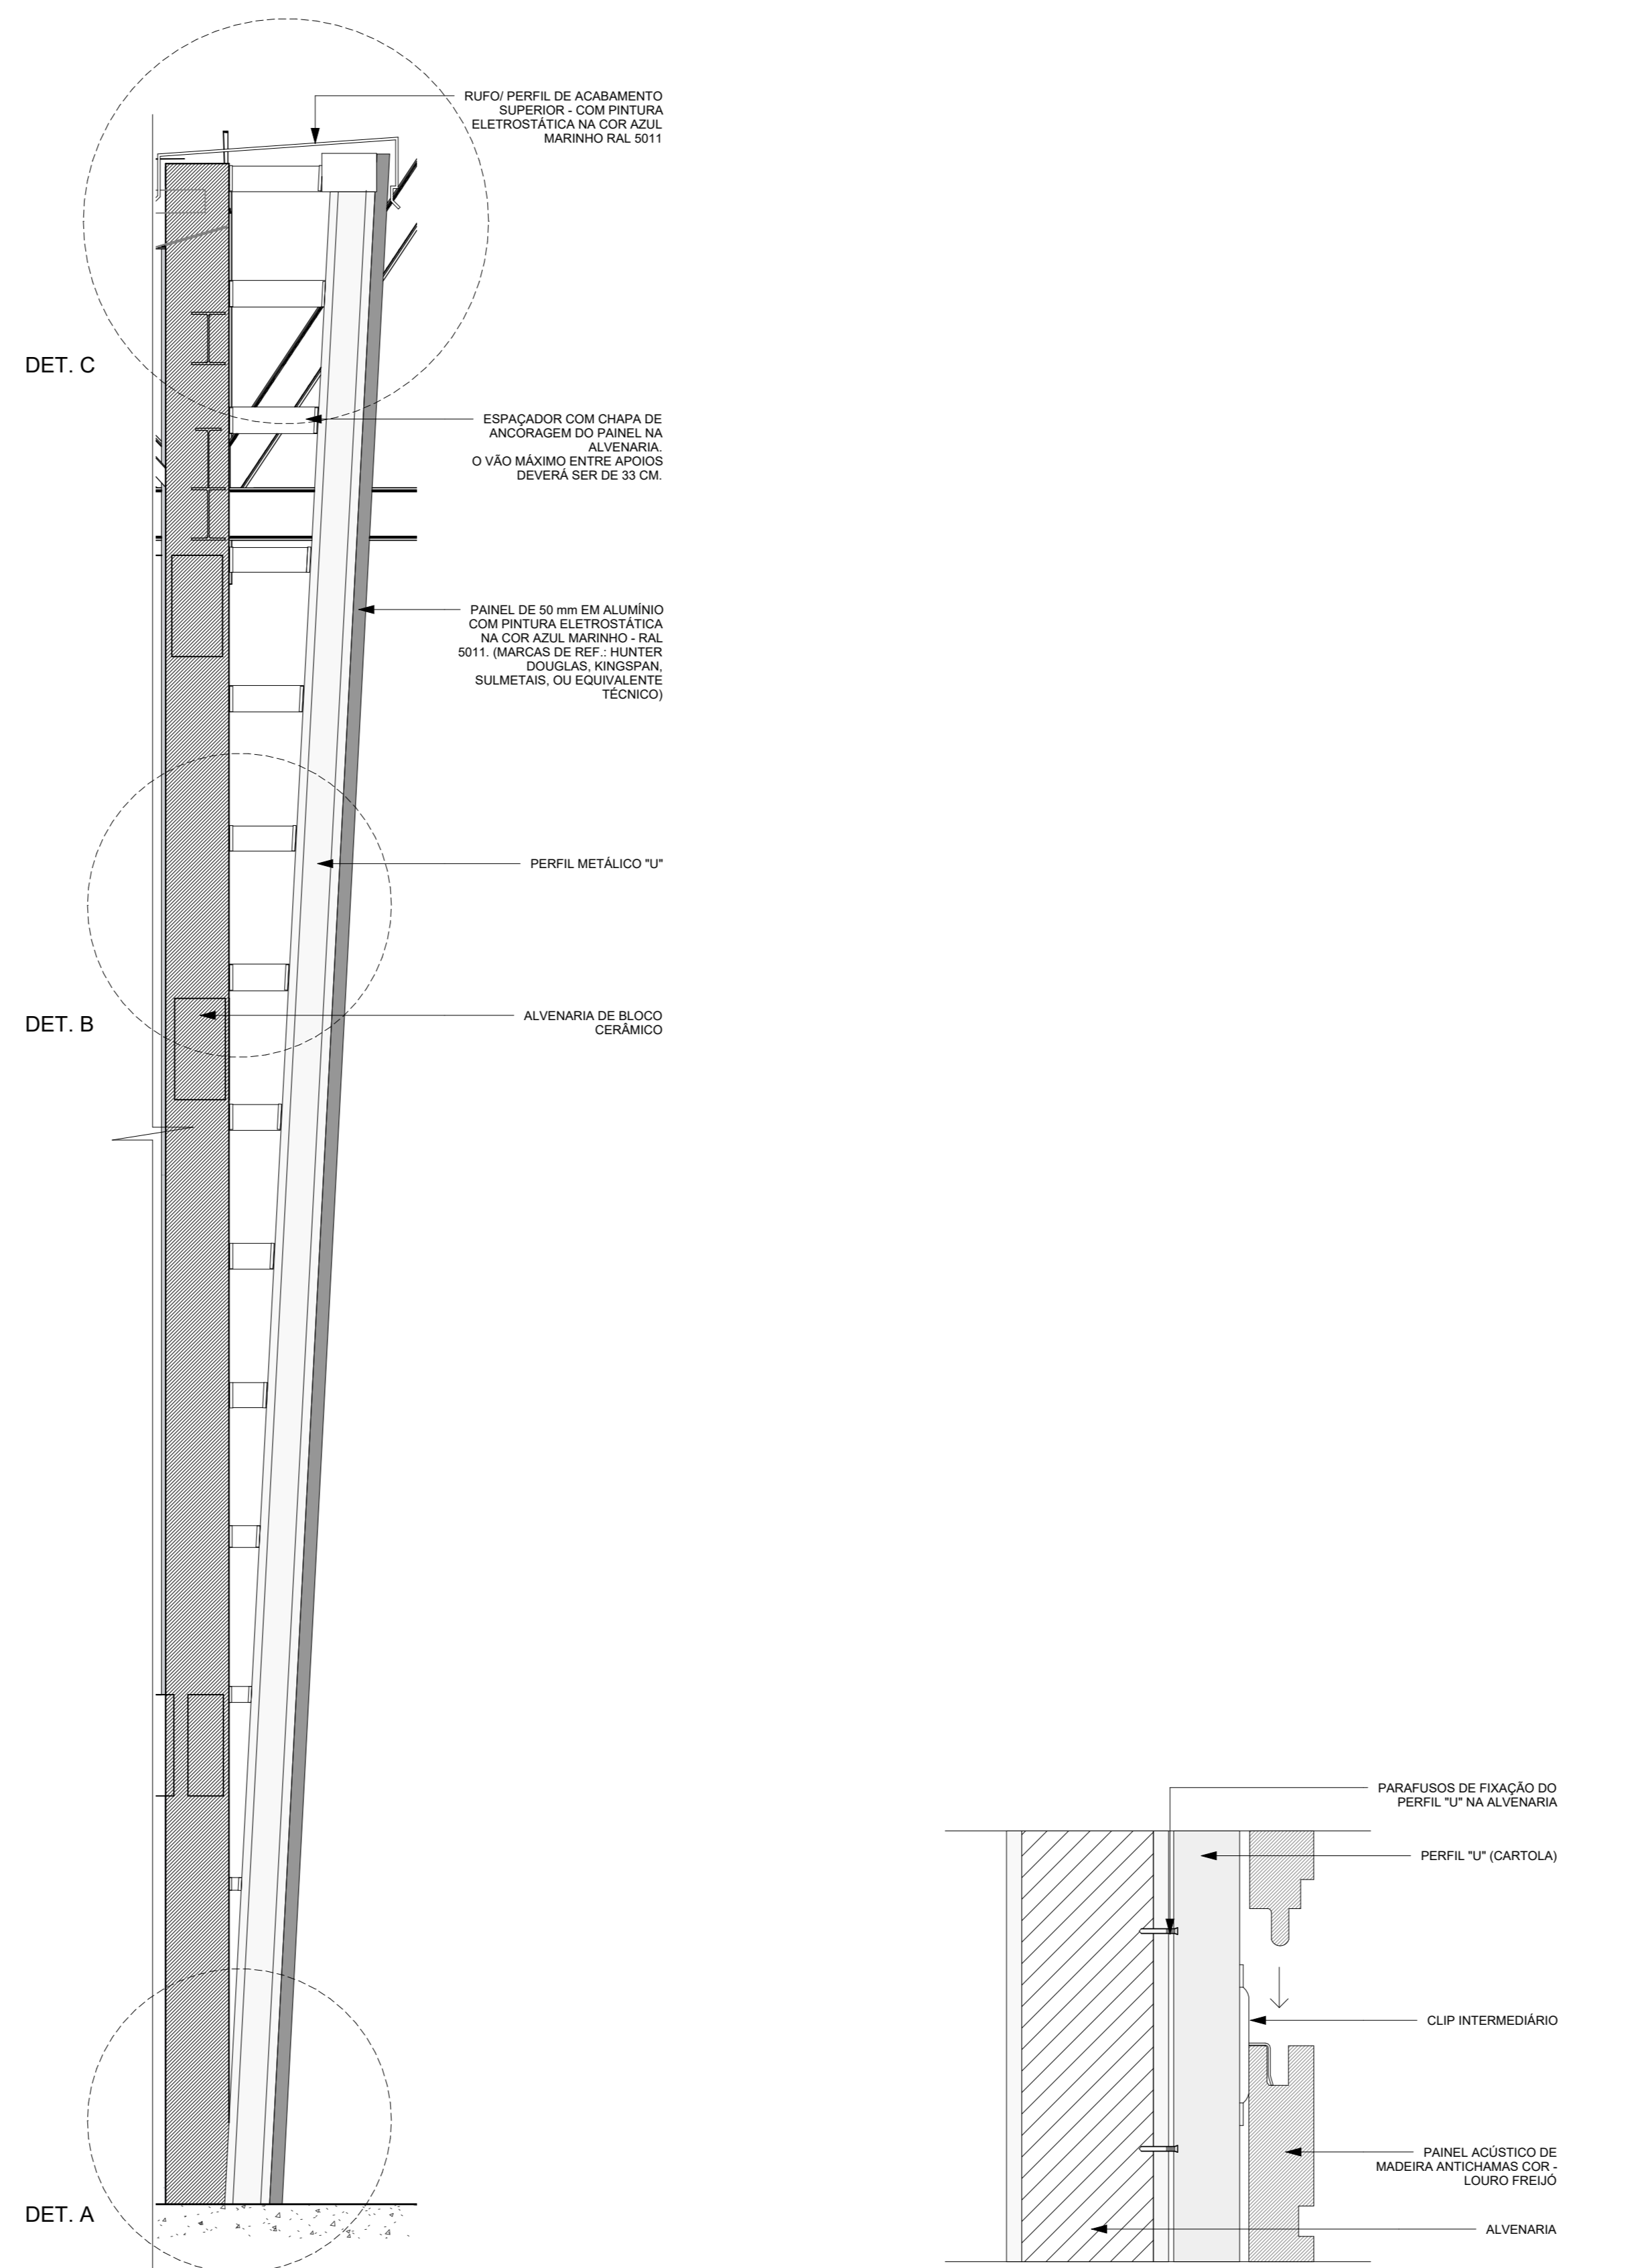 RUFO/ PERFIL DE ACABAMENTO
SUPERIOR - COM PINTURA
ELETROSTÁTICA NA COR AZUL
MARINHO RAL 5011
DET. C
ESPAÇADOR COM CHAPA DE
ANCORAGEM DO PAINEL NA
ALVENARIA.
O VÃO MÁXIMO ENTRE APOIOS
DEVERÁ SER DE 33 CM.
PAINEL DE 50 mm EM ALUMÍNIO
COM PINTURA ELETROSTÁTICA
NA COR AZUL MARINHO - RAL
5011. (MARCAS DE REF.: HUNTER
DOUGLAS, KINGSPAN,
SULMETAIS, OU EQUIVALENTE
TÉCNICO)
PERFIL METÁLICO "U"
DET. B
ALVENARIA DE BLOCO
CERÂMICO
DET. A
PARAFUSOS DE FIXAÇÃO DO
PERFIL "U" NA ALVENARIA
PERFIL "U" (CARTOLA)
CLIP INTERMEDIÁRIO
PAINEL ACÚSTICO DE
MADEIRA ANTICHAMAS COR -
LOURO FREIJÓ
ALVENARIA